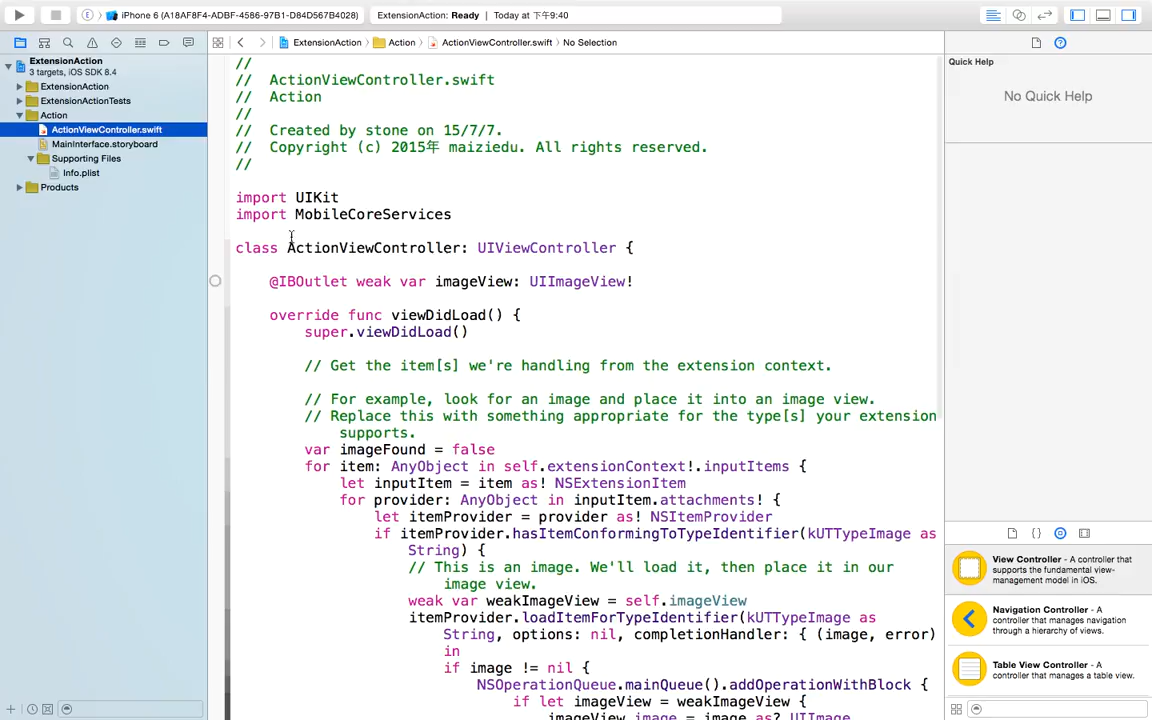 iPhone 6 (A18AF8F4-ADBF-4586-97B1-D84D567B4028)
ExtensionAction: Ready | Today at 下午9:40
ExtensionAction
3 targets, iOS SDK 8.4
ExtensionAction
ExtensionActionTests
Action
ActionViewController.swift
MainInterface.storyboard
Supporting Files
Info.plist
Products
ExtensionAction
Action
ActionViewController.swift
No Selection
//
//  ActionViewController.swift
//  Action
//
//  Created by stone on 15/7/7.
//  Copyright (c) 2015年 maiziedu. All rights reserved.
//
import UIKit
import MobileCoreServices
class ActionViewController: UIViewController {
@IBOutlet weak var imageView: UIImageView!
override func viewDidLoad() {
super.viewDidLoad()
// Get the item[s] we're handling from the extension context.
// For example, look for an image and place it into an image view.
// Replace this with something appropriate for the type[s] your extension
supports.
var imageFound = false
for item: AnyObject in self.extensionContext!.inputItems {
let inputItem = item as! NSExtensionItem
for provider: AnyObject in inputItem.attachments! {
let itemProvider = provider as! NSItemProvider
if itemProvider.hasItemConformingToTypeIdentifier(kUTTypeImage as
String) {
// This is an image. We'll load it, then place it in our
image view.
weak var weakImageView = self.imageView
itemProvider.loadItemForTypeIdentifier(kUTTypeImage as
String, options: nil, completionHandler: { (image, error)
in
if image != nil {
NSOperationQueue.mainQueue().addOperationWithBlock {
if let imageView = weakImageView {
imageView.image = image as? UIImage
Quick Help
No Quick Help
View Controller - A controller that
supports the fundamental view-
management model in iOS.
Navigation Controller - A
controller that manages navigation
through a hierarchy of views.
Table View Controller - A
controller that manages a table view.